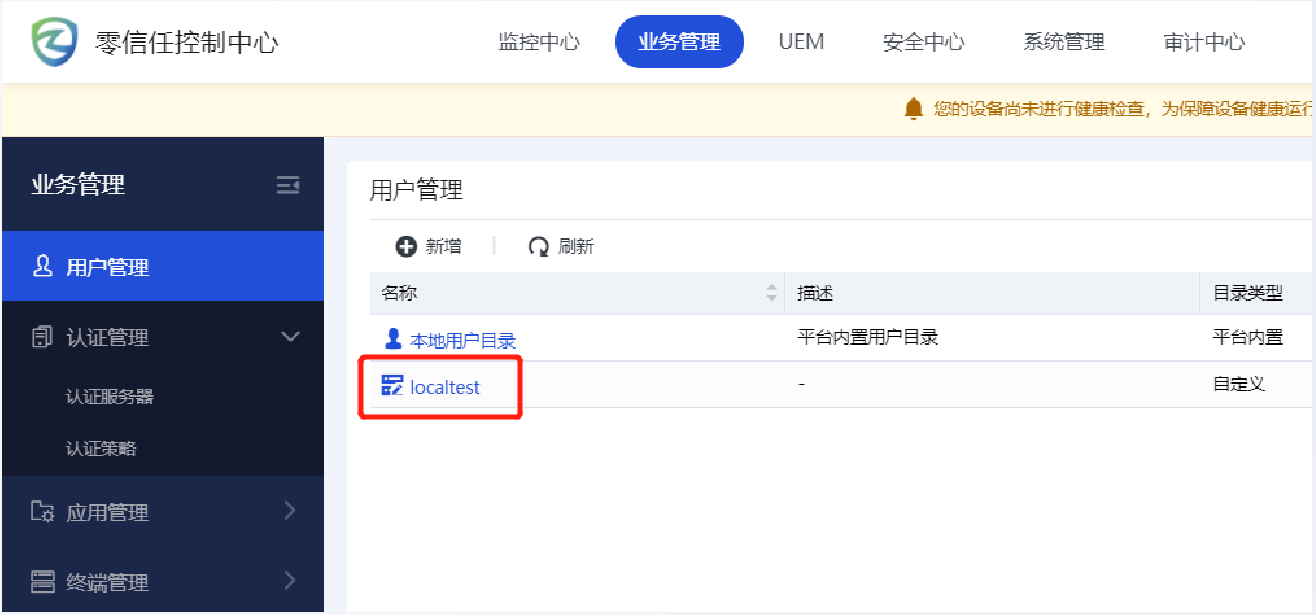 零信任控制中心
监控中心 业务管理 UEM 安全中心 系统管理 审计中心
您的设备尚未进行健康检查，为保障设备健康运行
业务管理
用户管理
认证管理
认证服务器
认证策略
应用管理
终端管理
用户管理
新增 刷新
名称 描述 目录类型
本地用户目录 平台内置用户目录 平台内置
localtest - 自定义